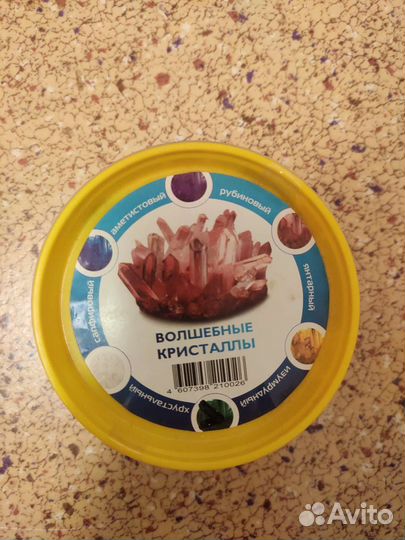 аметистовый
рубиновый
янтарный
изумрудный
хрустальный
сапфировый
ВОЛШЕБНЫЕ
КРИСТАЛЛЫ
4 607398 210026
Avito